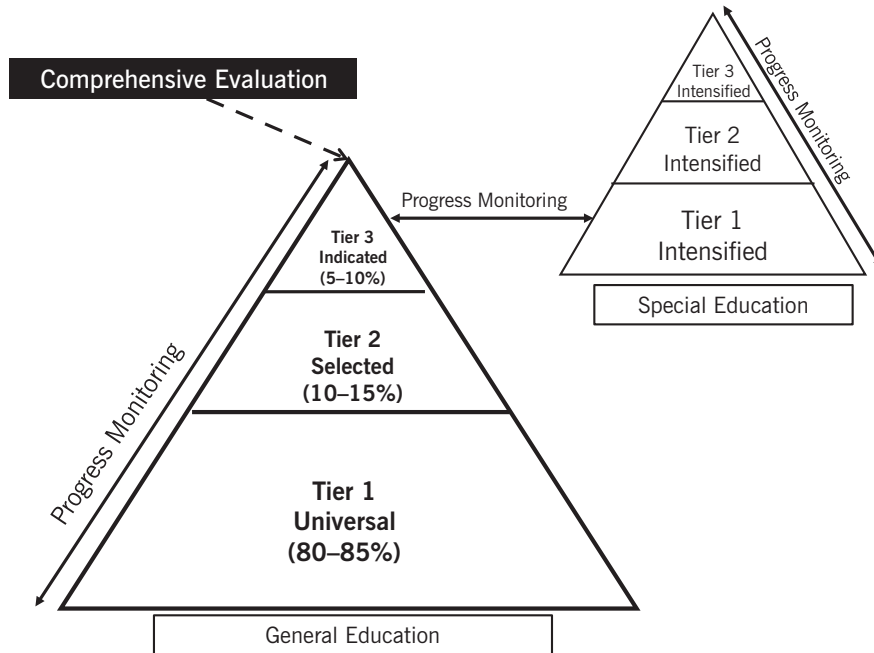 Comprehensive Evaluation
Progress Monitoring
Tier 3
Indicated
(5–10%)
Tier 2
Selected
(10–15%)
Tier 1
Universal
(80–85%)
General Education
Progress Monitoring
Tier 3
Intensified
Tier 2
Intensified
Tier 1
Intensified
Progress Monitoring
Special Education